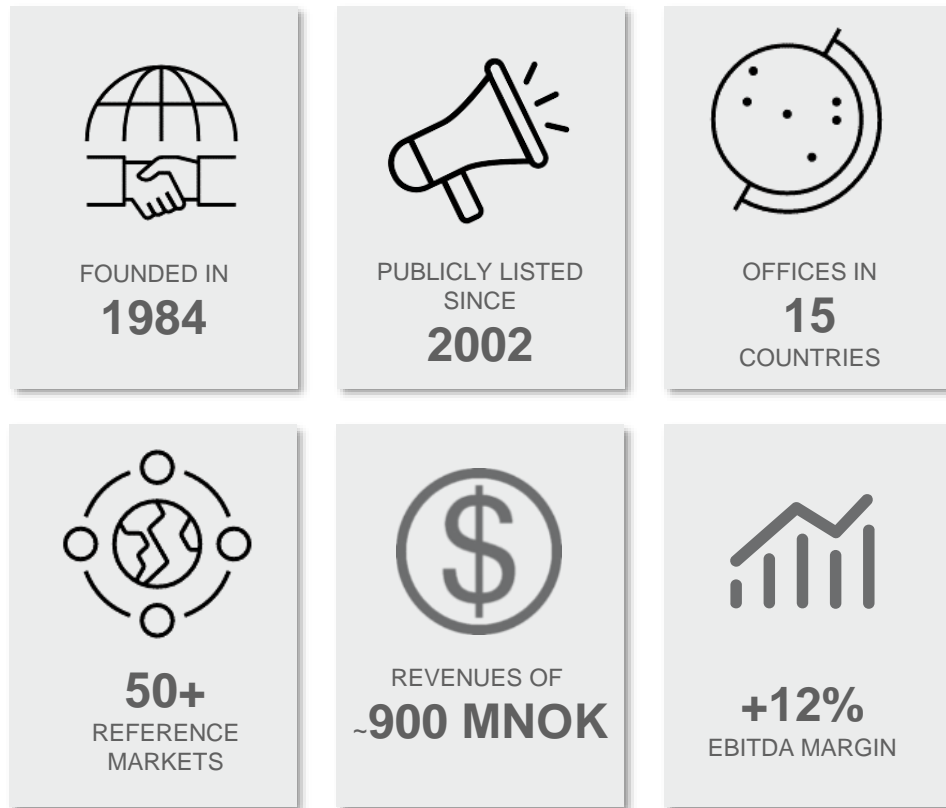 FOUNDED IN
1984
PUBLICLY LISTED
SINCE
2002
OFFICES IN
15
COUNTRIES
50+
REFERENCE
MARKETS
REVENUES OF
~900 MNOK
+12%
EBITDA MARGIN